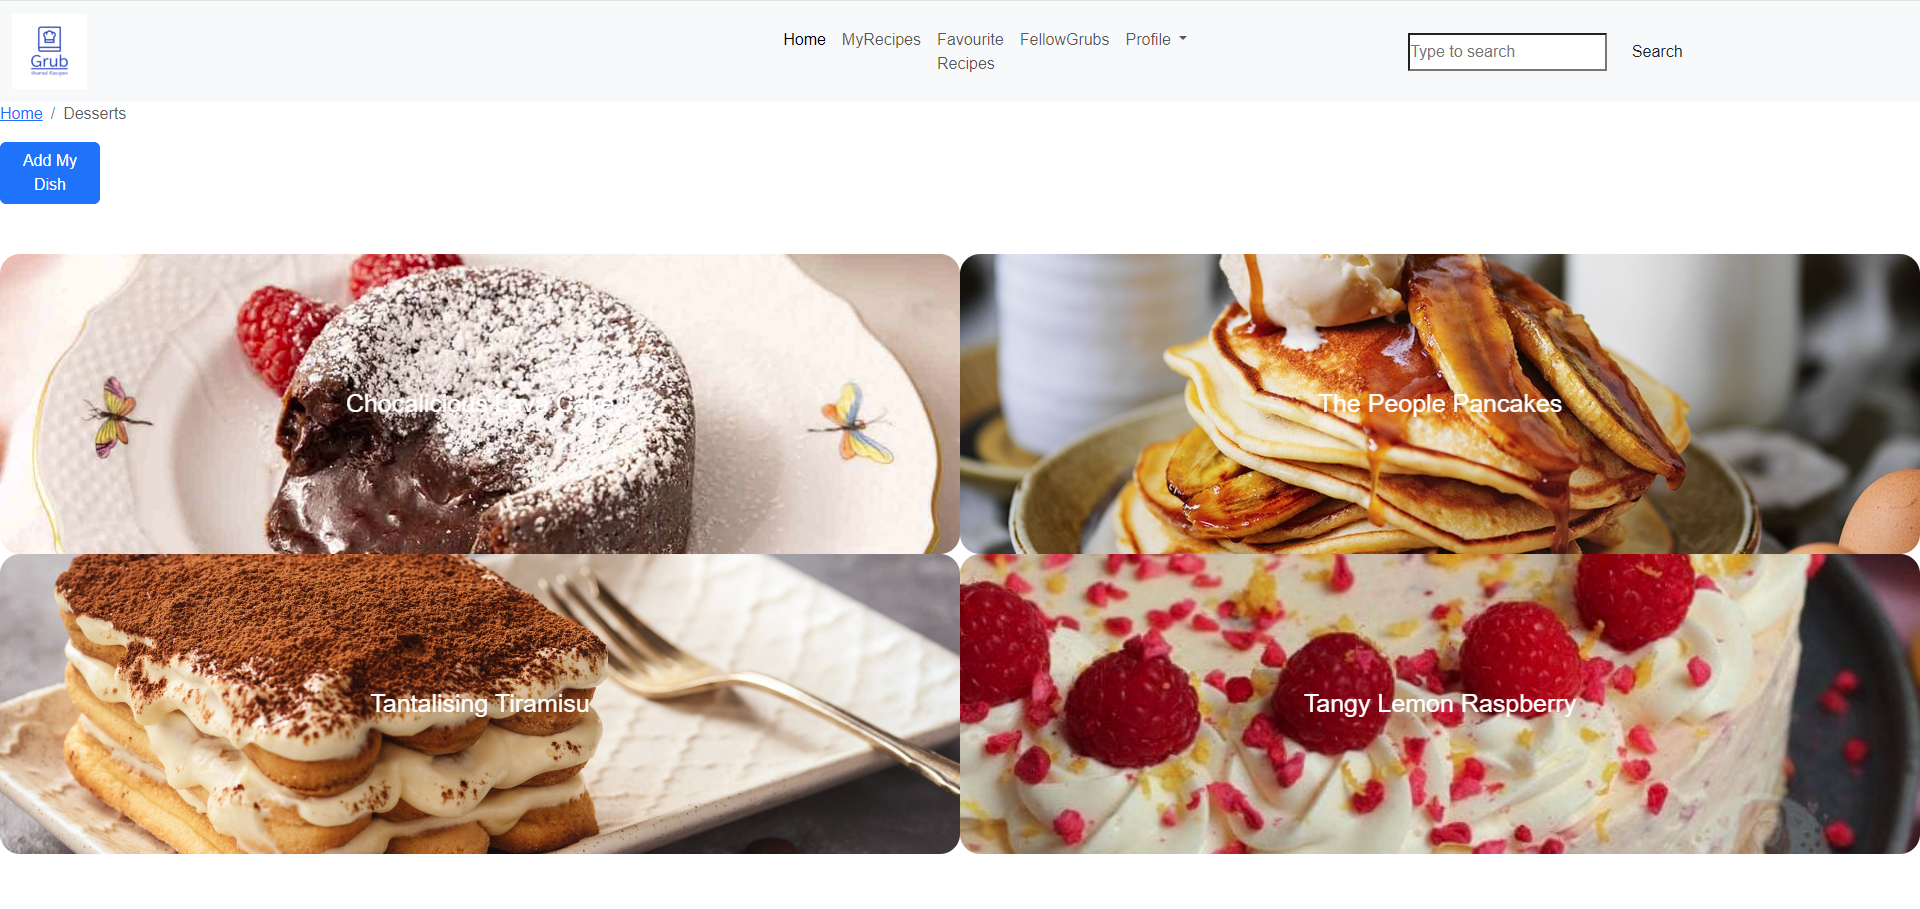 Grub
Shared Recipes
Home
MyRecipes
Favourite
Recipes
FellowGrubs
Profile
Type to search
Search
Home / Desserts
Add My
Dish
Chocalicious Lava Cake
The People Pancakes
Tantalising Tiramisu
Tangy Lemon Raspberry